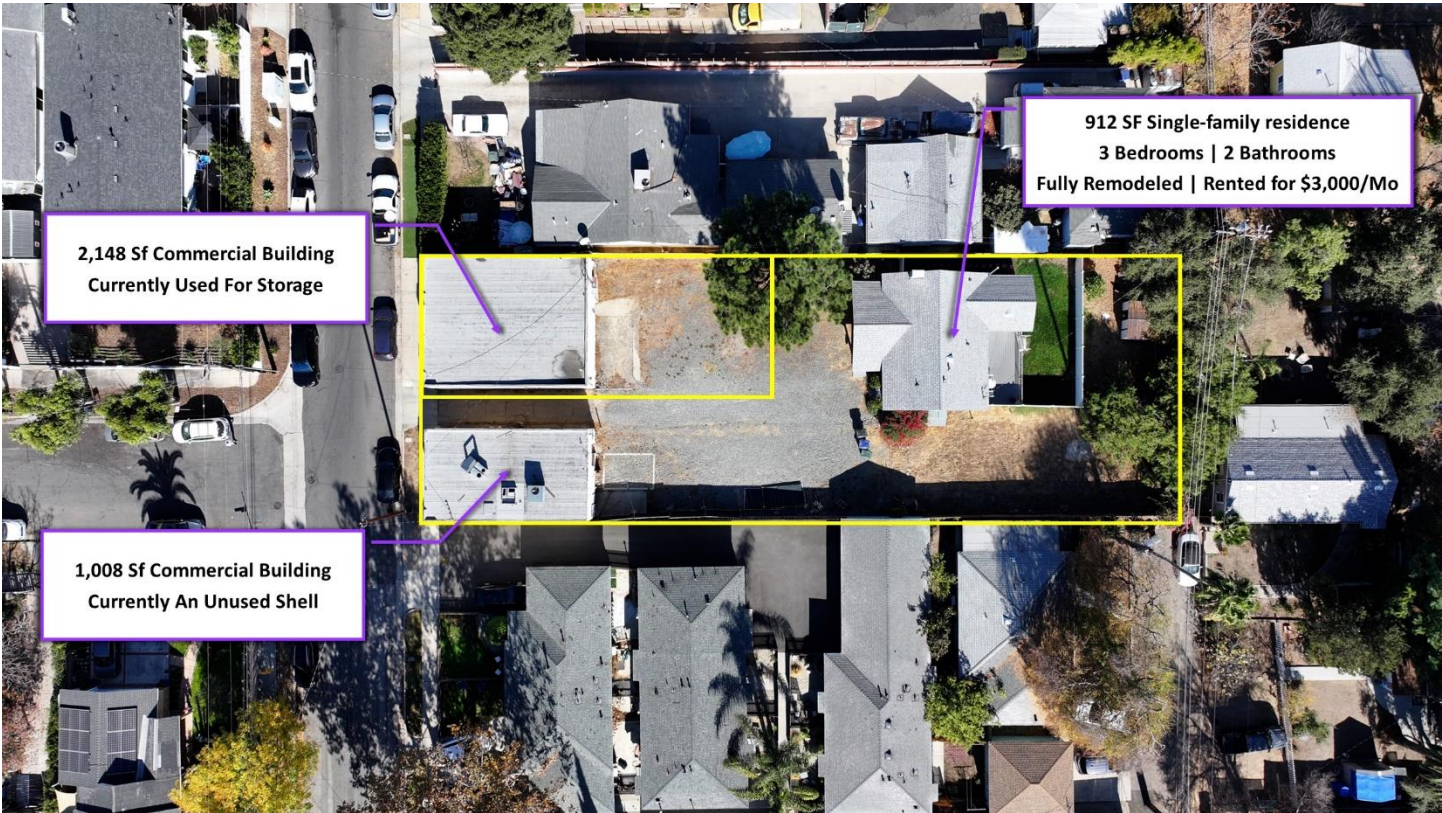 912 SF Single-family residence
3 Bedrooms | 2 Bathrooms
Fully Remodeled | Rented for $3,000/Mo
2,148 Sf Commercial Building
Currently Used For Storage
1,008 Sf Commercial Building
Currently An Unused Shell